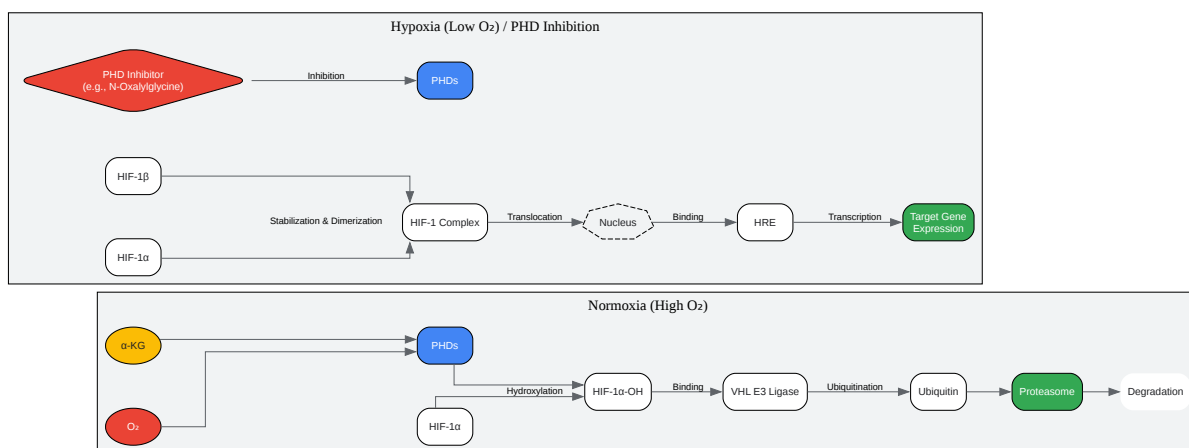 Hypoxia (Low O₂) / PHD Inhibition
PHD Inhibitor
(e.g., N-Oxalylglycine)
Inhibition
PHDs
HIF-1β
Stabilization & Dimerization
HIF-1 Complex
Translocation
Nucleus
Binding
HRE
Transcription
Target Gene
Expression
HIF-1α
Normoxia (High O₂)
α-KG
PHDs
O₂
HIF-1α
Hydroxylation
HIF-1α-OH
Binding
VHL E3 Ligase
Ubiquitination
Ubiquitin
Proteasome
Degradation